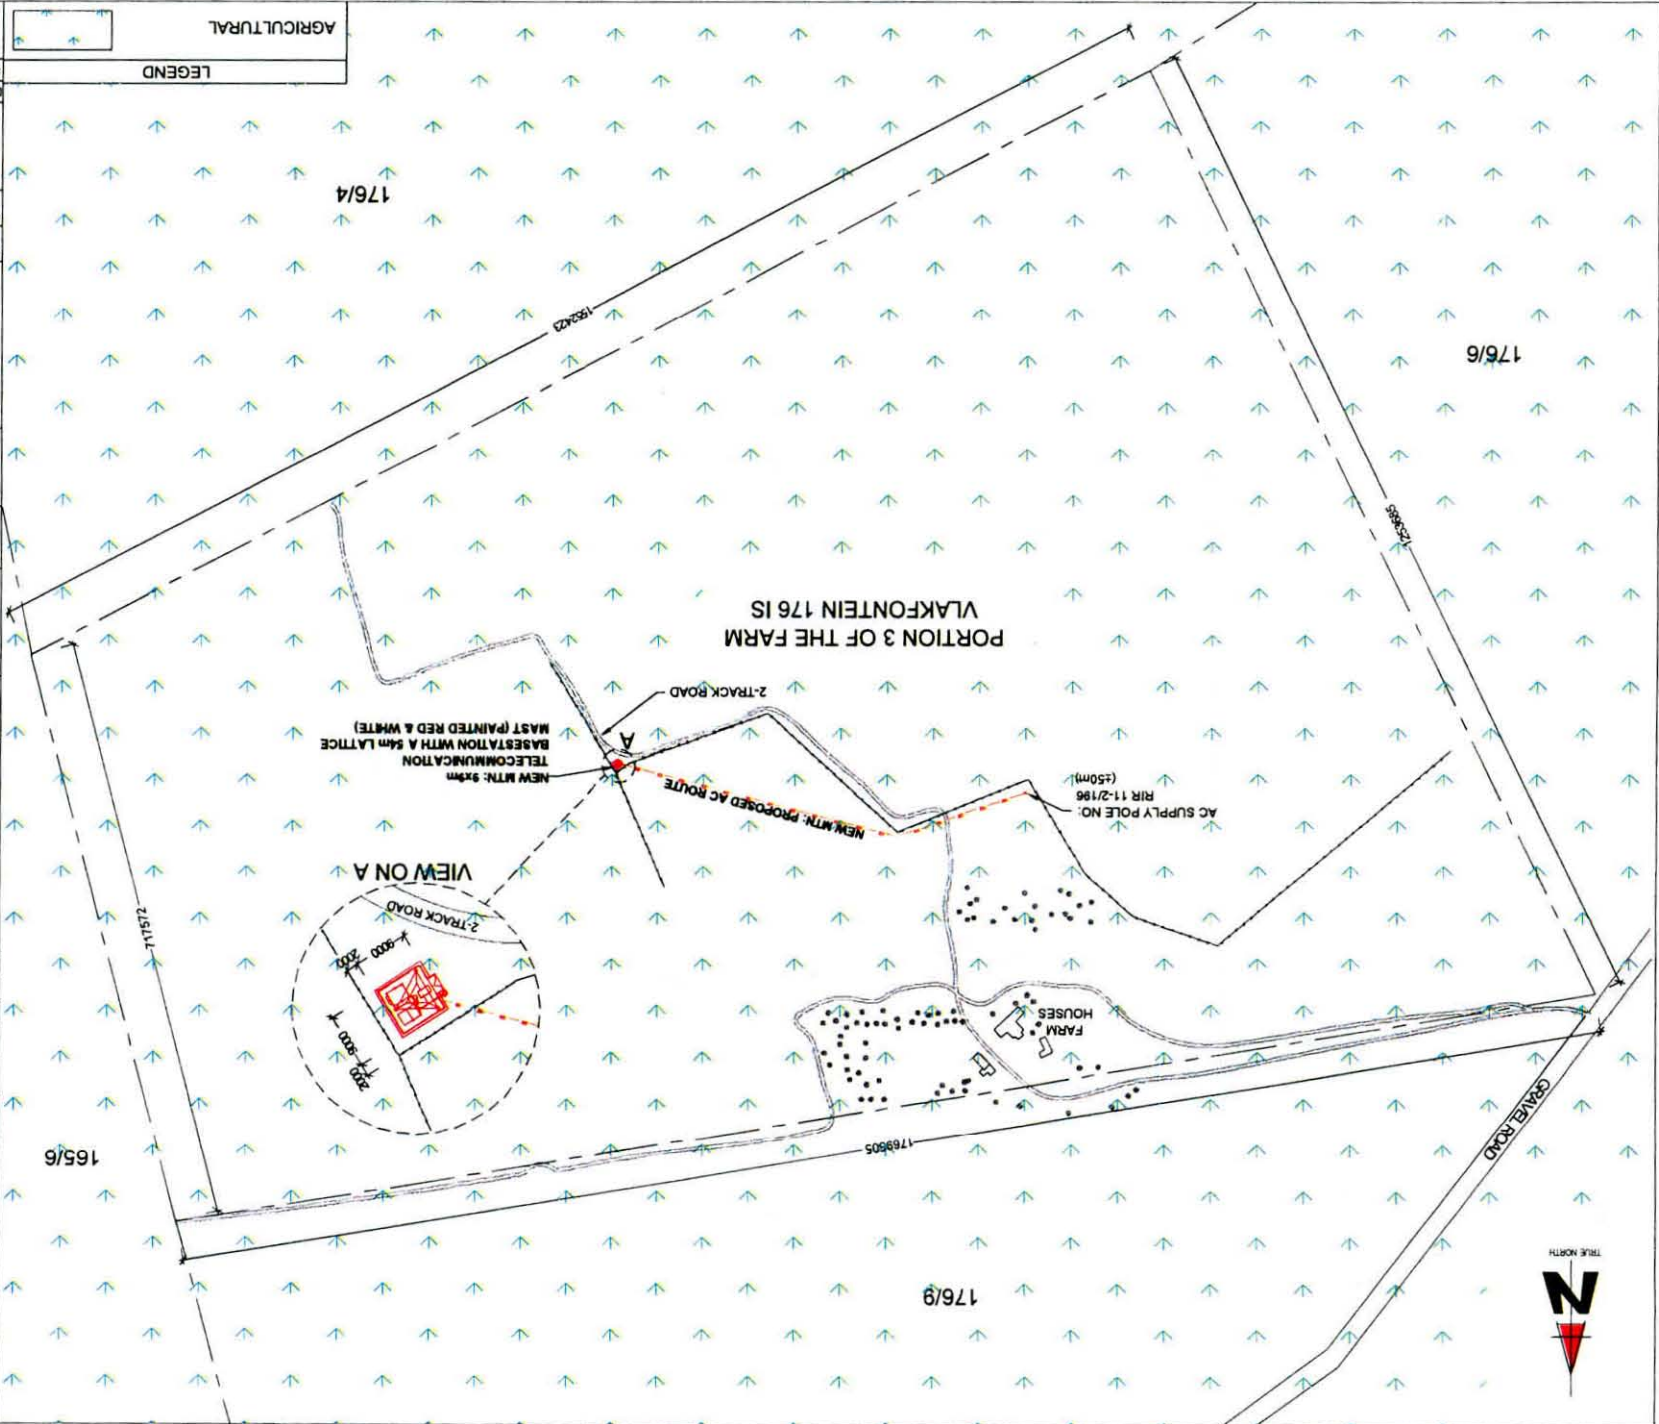 TRUE NORTH
N
176/9
GRAVEL ROAD
165/6
FARM
HOUSES
2000
9000
9000
2000
2-TRACK ROAD
VIEW ON A
717572
AC SUPPLY POLE NO:
RIR 11-2/196
(±50m)
NEW MTN: PROPOSED AC ROUTE
NEW MTN: 9x9m
TELECOMMUNICATION
BASESTATION WITH A 54m LATTICE
MAST (PAINTED RED & WHITE)
A
2-TRACK ROAD
PORTION 3 OF THE FARM
VLAKFONTEIN 176 IS
1253685
176/6
1562423
176/4
LEGEND
AGRICULTURAL